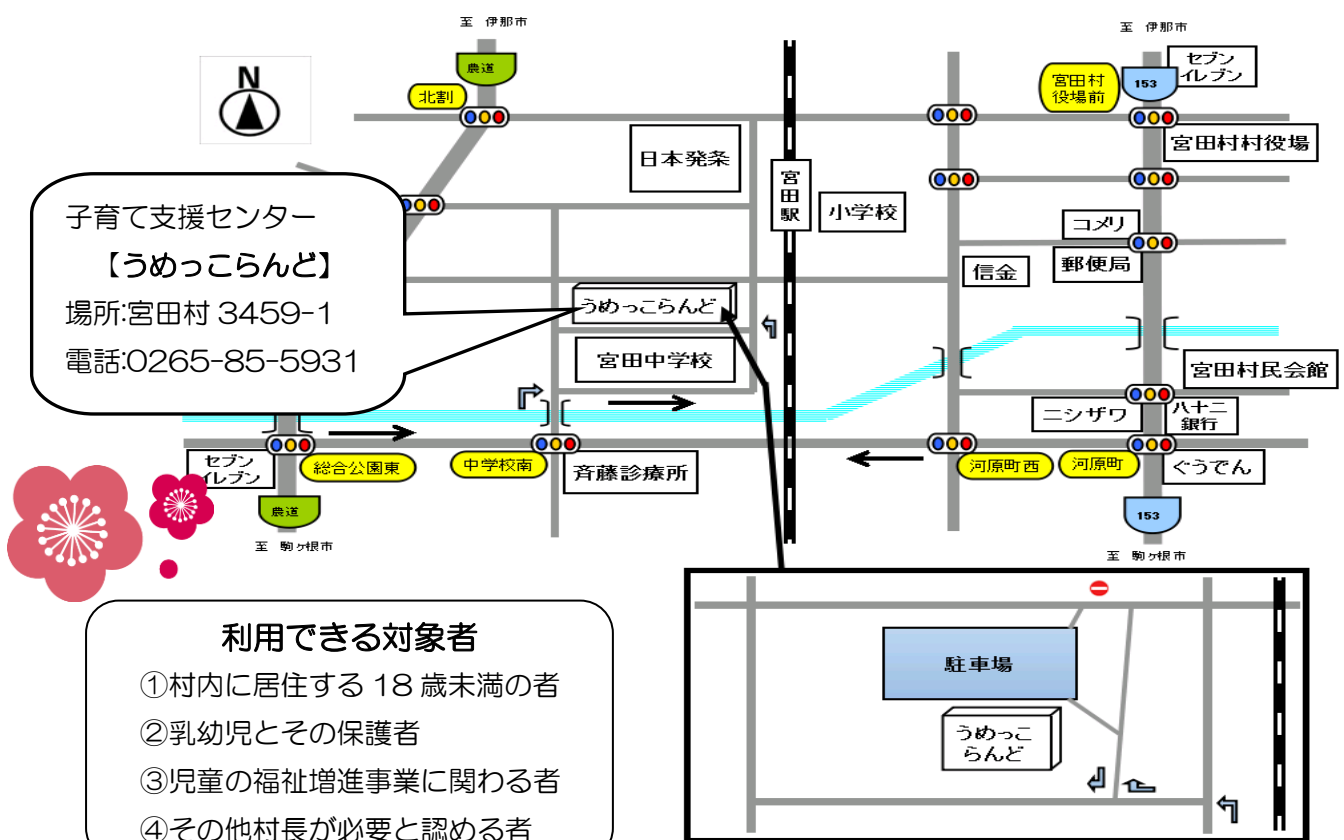 至 伊那市
至 伊那市
N
農道
北割
宮田村
役場前
153
セブン
イレブン
日本発条
宮田村村役場
宮田駅
小学校
コメリ
郵便局
信金
子育て支援センター
【うめっこらんど】
場所:宮田村 3459-1
電話:0265-85-5931
うめっこらんど
宮田中学校
宮田村民会館
ニシザワ
八十二
銀行
セブン
イレブン
総合公園東
中学校南
斉藤診療所
河原町西
河原町
ぐうでん
農道
153
至 駒ヶ根市
至 駒ヶ根市
利用できる対象者
①村内に居住する 18 歳未満の者
②乳幼児とその保護者
③児童の福祉増進事業に関わる者
④その他村長が必要と認める者
駐車場
うめっこ
らんど